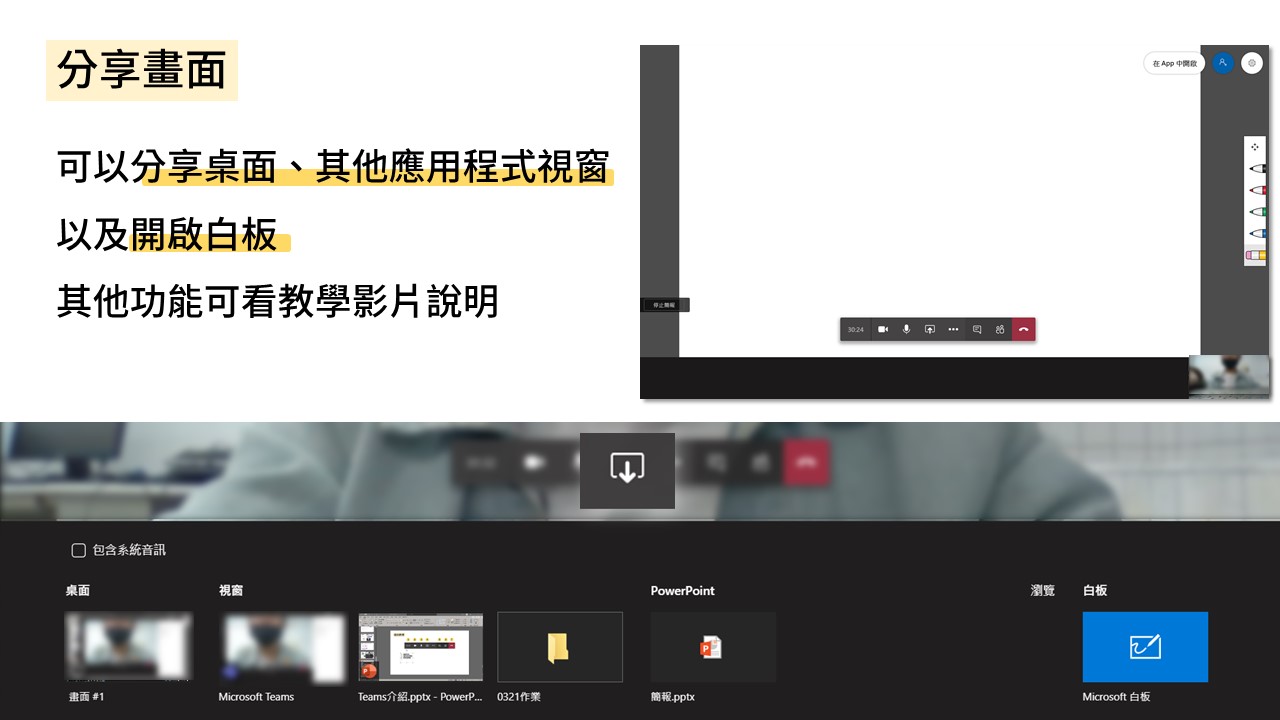 分享畫面
可以分享桌面、其他應用程式視窗
以及開啟白板
其他功能可看教學影片說明
在 App 中開啟
停止簡報
30:24
包含系統音訊
桌面
視窗
PowerPoint
瀏覽
白板
畫面 #1
Microsoft Teams
Teams介紹.pptx - PowerP...
0321作業
簡報.pptx
Microsoft 白板